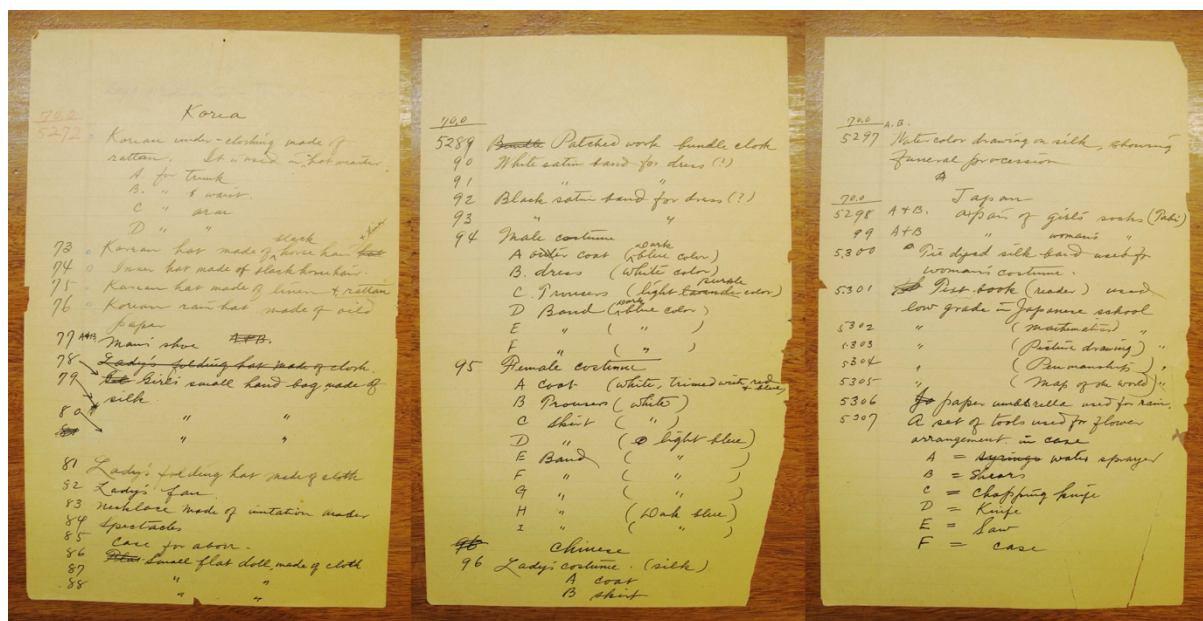 Korea
70.0
5272 Korean under-clothing made of
rattan. It is used in hot weather
A for trunk
B. " " waist
C " arm
D " "
73 Korean hat made of black horse hair
74 Inner hat made of black horsehair.
75 Korean hat made of linen & rattan
76 Korean rain hat made of oild
paper
77 A+B Man's shoe A+B.
78 Lady's folding hat made of cloth.
79 Girl's small hand bag made of
silk.
80 " "
" "
81 Lady's folding hat made of cloth
82 Lady's fan
83 necklace made of imitation
84 Spectacles
85 case for above.
86 Small flat doll, made of cloth
87 " "
88 " "
70.0
5289 Bundle Patched work bundle cloth
90 White satin band for dress (?)
91 " "
92 Black satin band for dress (?)
93 " "
94 Male costume
A outer coat (Dark blue color)
B. dress (white color)
C. Trousers (light purple color)
D Band (Dark blue color)
E " ( " )
F " ( " )
95 Female costume
A coat (white, trimmed with red & blue)
B Trousers (white)
C Skirt ( " )
D " (light blue)
E Band ( " )
F " ( " )
G " ( " )
H " (Dark blue)
I " ( " )
96 Chinese
96 Lady's costume. (silk)
A coat
B skirt
70.0 A.B.
5297 Water color drawing on silk, showing
funeral procession
A
70.0 Japan
5298 A+B. a pair of girl's socks (Tabi)
99 A+B " woman's "
5300 Tie dyed silk band used for
woman's costume.
5301 Text-book (reader) used
low grade in Japanese school
5302 " (mathematics) "
5303 " (Picture drawing) "
5304 " (Penmanship) "
5305 " (Map of the world) "
5306 paper umbrella used for rain.
5307 A set of tools used for flower
arrangement in case
A = syringe water sprayer
B = Shears
C = chopping knife
D = Knife
E = Saw
F = case